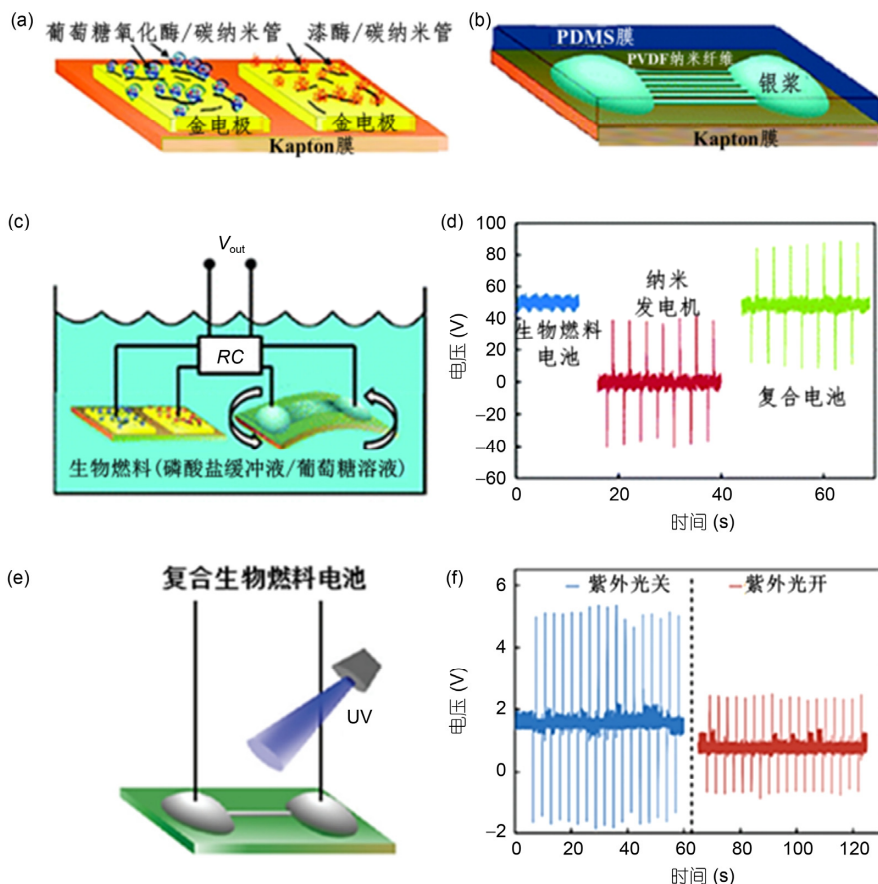 (a)
葡萄糖氧化酶/碳纳米管 漆酶/碳纳米管
金电极 金电极
Kapton膜
(b)
PDMS膜
PVDF纳米纤维
银浆
Kapton膜
(c)
Vout
RC
生物燃料(磷酸盐缓冲液/葡萄糖溶液)
(d)
电压 (V)
100
80
60
40
20
0
–20
–40
–60
0 20 40 60
时间 (s)
生物燃料
电池
纳米
发电机
复合电池
(e)
复合生物燃料电池
UV
(f)
电压 (V)
6
4
2
0
–2
0 20 40 60 80 100 120
时间 (s)
紫外光关 紫外光开